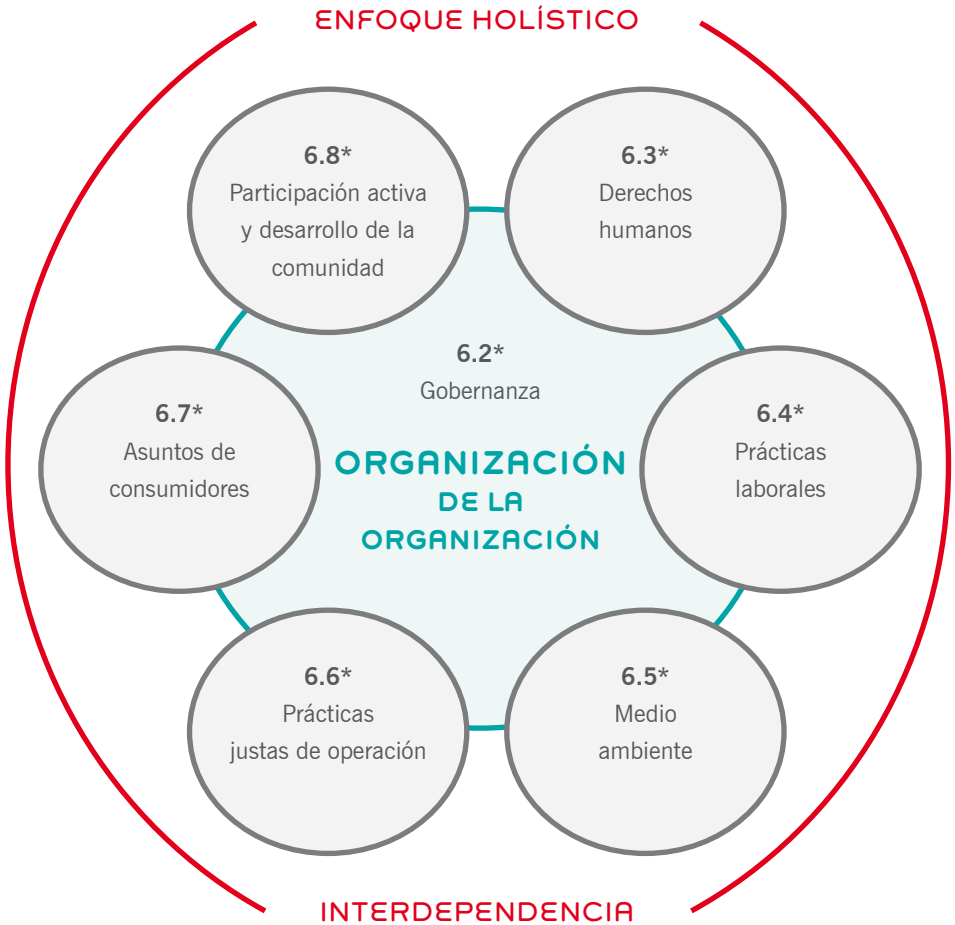 ENFOQUE HOLÍSTICO
6.8*
Participación activa
y desarrollo de la
comunidad
6.3*
Derechos
humanos
6.2*
Gobernanza
ORGANIZACIÓN
DE LA
ORGANIZACIÓN
6.7*
Asuntos de
consumidores
6.4*
Prácticas
laborales
6.6*
Prácticas
justas de operación
6.5*
Medio
ambiente
INTERDEPENDENCIA